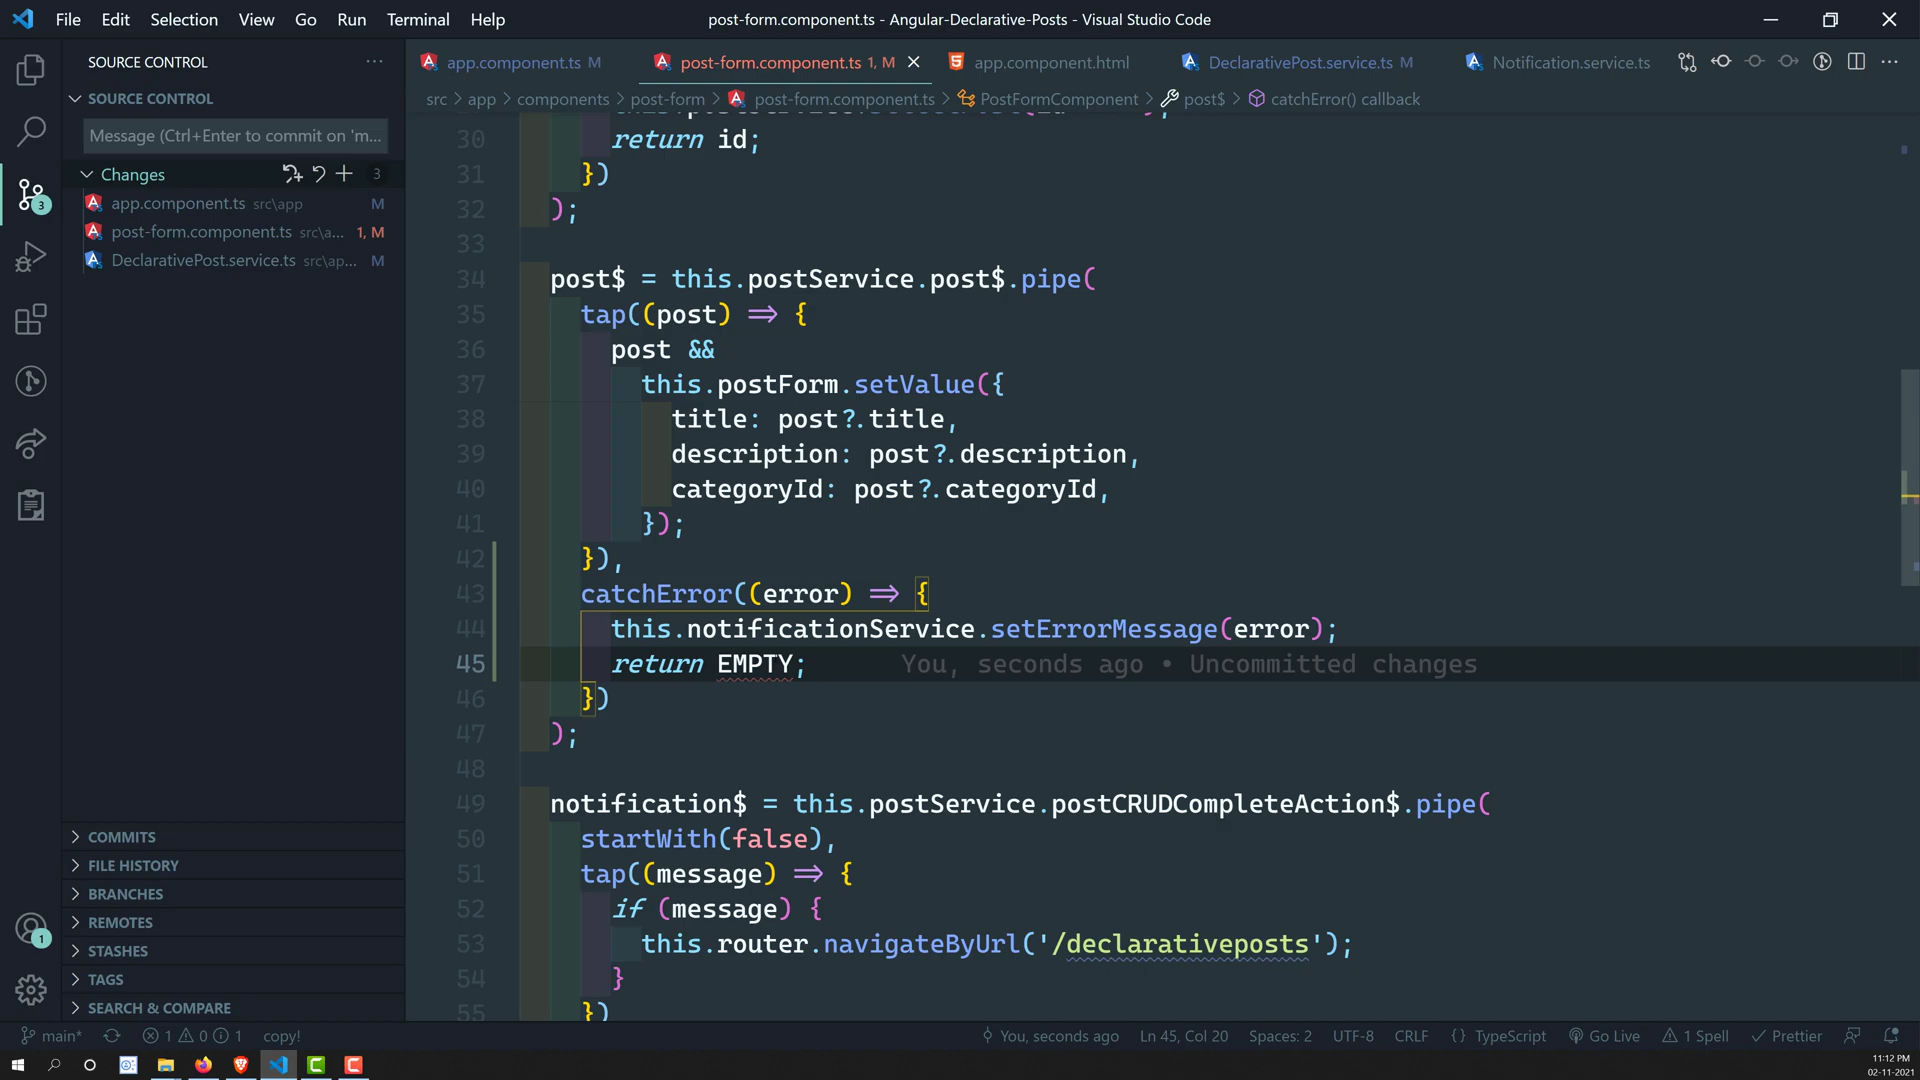 File Edit Selection View Go Run Terminal Help
post-form.component.ts - Angular-Declarative-Posts - Visual Studio Code
SOURCE CONTROL
app.component.ts M
post-form.component.ts 1, M
app.component.html
DeclarativePost.service.ts M
Notification.service.ts
SOURCE CONTROL
src > app > components > post-form > post-form.component.ts > PostFormComponent > post$ > catchError() callback
Message (Ctrl+Enter to commit on 'm...
Changes 3
app.component.ts src\app M
post-form.component.ts src\a... 1, M
DeclarativePost.service.ts src\ap... M
COMMITS
FILE HISTORY
BRANCHES
REMOTES
STASHES
TAGS
SEARCH & COMPARE
3
1
30 return id;
31 })
32 );
33
34 post$ = this.postService.post$.pipe(
35 tap((post) => {
36 post &&
37 this.postForm.setValue({
38 title: post?.title,
39 description: post?.description,
40 categoryId: post?.categoryId,
41 });
42 }),
43 catchError((error) => {
44 this.notificationService.setErrorMessage(error);
45 return EMPTY; You, seconds ago • Uncommitted changes
46 })
47 );
48
49 notification$ = this.postService.postCRUDCompleteAction$.pipe(
50 startWith(false),
51 tap((message) => {
52 if (message) {
53 this.router.navigateByUrl('/declarativeposts');
54 }
55 })
main* 1 0 1 copy! You, seconds ago Ln 45, Col 20 Spaces: 2 UTF-8 CRLF {} TypeScript Go Live 1 Spell Prettier
11:12 PM
02-11-2021